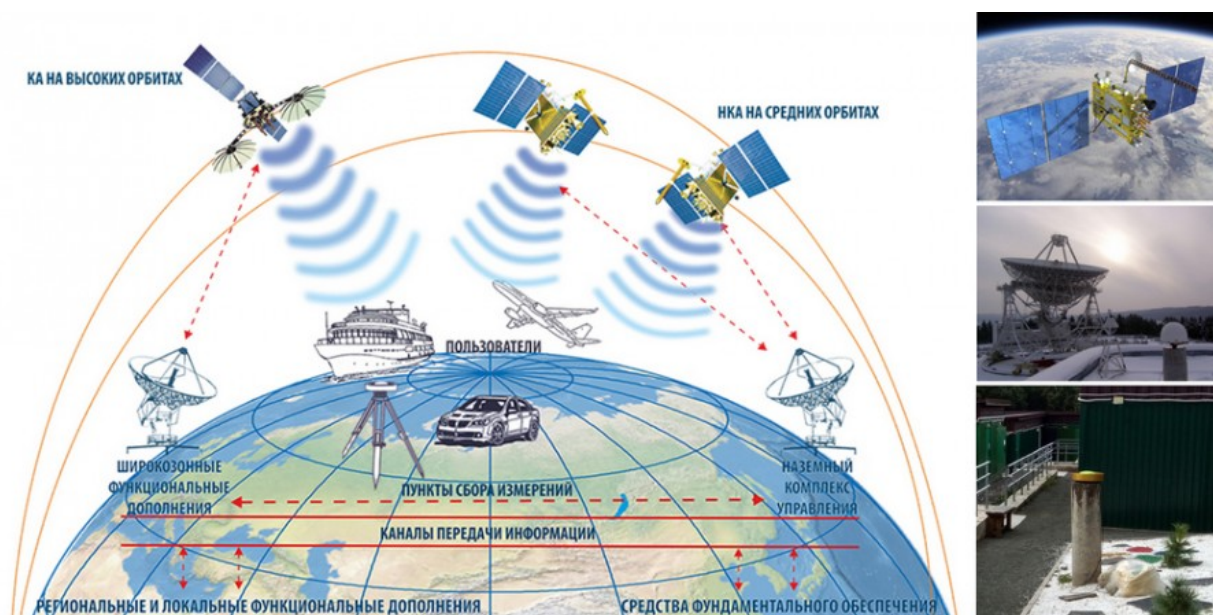 КА НА ВЫСОКИХ ОРБИТАХ
НКА НА СРЕДНИХ ОРБИТАХ
ПОЛЬЗОВАТЕЛИ
ШИРОКОЗОННЫЕ
ФУНКЦИОНАЛЬНЫЕ
ДОПОЛНЕНИЯ
ПУНКТЫ СБОРА ИЗМЕРЕНИЙ
НАЗЕМНЫЙ
КОМПЛЕКС
УПРАВЛЕНИЯ
КАНАЛЫ ПЕРЕДАЧИ ИНФОРМАЦИИ
РЕГИОНАЛЬНЫЕ И ЛОКАЛЬНЫЕ ФУНКЦИОНАЛЬНЫЕ ДОПОЛНЕНИЯ
СРЕДСТВА ФУНДАМЕНТАЛЬНОГО ОБЕСПЕЧЕНИЯ